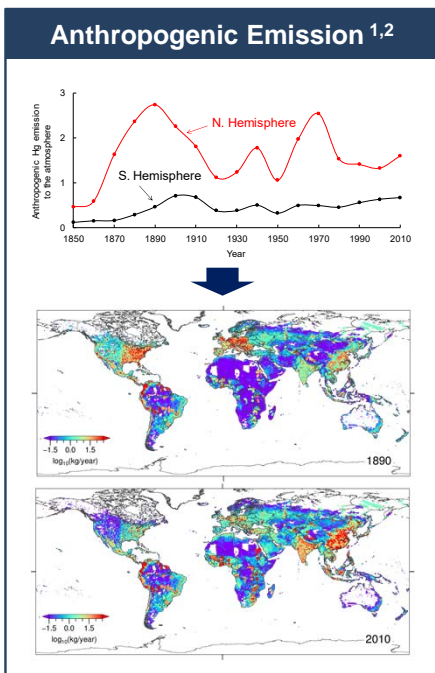 Anthropogenic Emission 1,2
Anthropogenic Hg emission
to the atmosphere
3
2
1
0
N. Hemisphere
S. Hemisphere
1850 1870 1890 1910 1930 1950 1970 1990 2010
Year
−1.5 0.0 1.5
log10(kg/year)
1890
−1.5 0.0 1.5
log10(kg/year)
2010